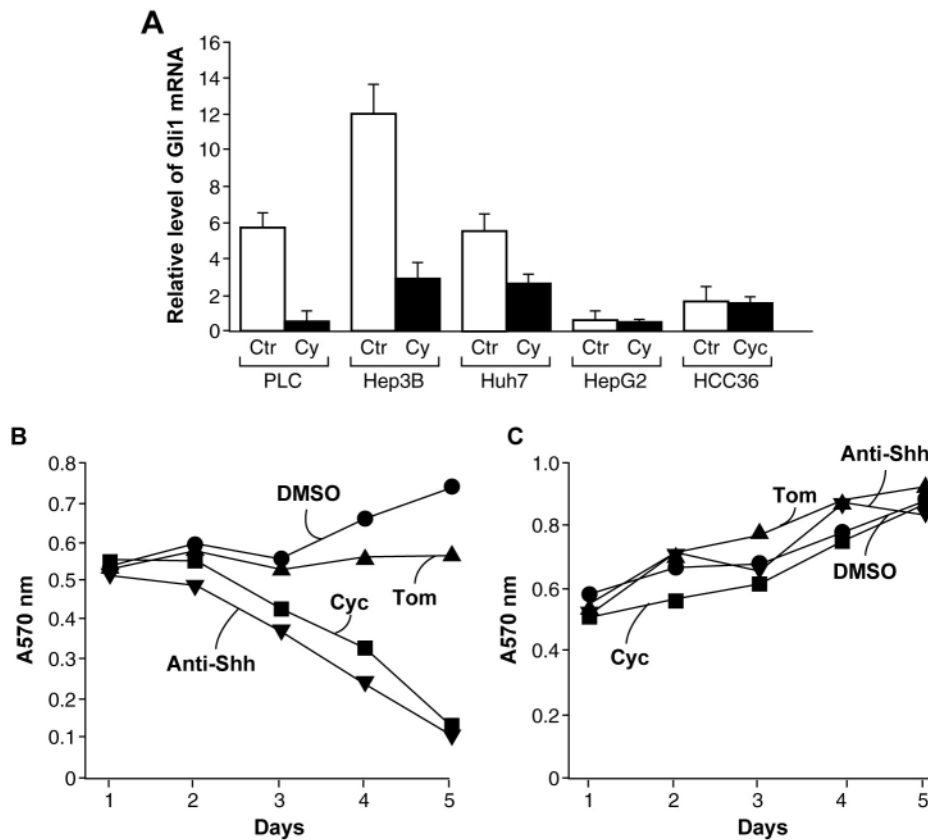 A
Relative level of Gli1 mRNA
16
14
12
10
8
6
4
2
0
Ctr Cy Ctr Cy Ctr Cy Ctr Cy Ctr Cyc
PLC Hep3B Huh7 HepG2 HCC36
B
A570 nm
0.8
0.7
0.6
0.5
0.4
0.3
0.2
0.1
0
DMSO
Tom
Cyc
Anti-Shh
1 2 3 4 5
Days
C
A570 nm
1.0
0.8
0.6
0.4
0.2
0
Anti-Shh
Tom
DMSO
Cyc
1 2 3 4 5
Days